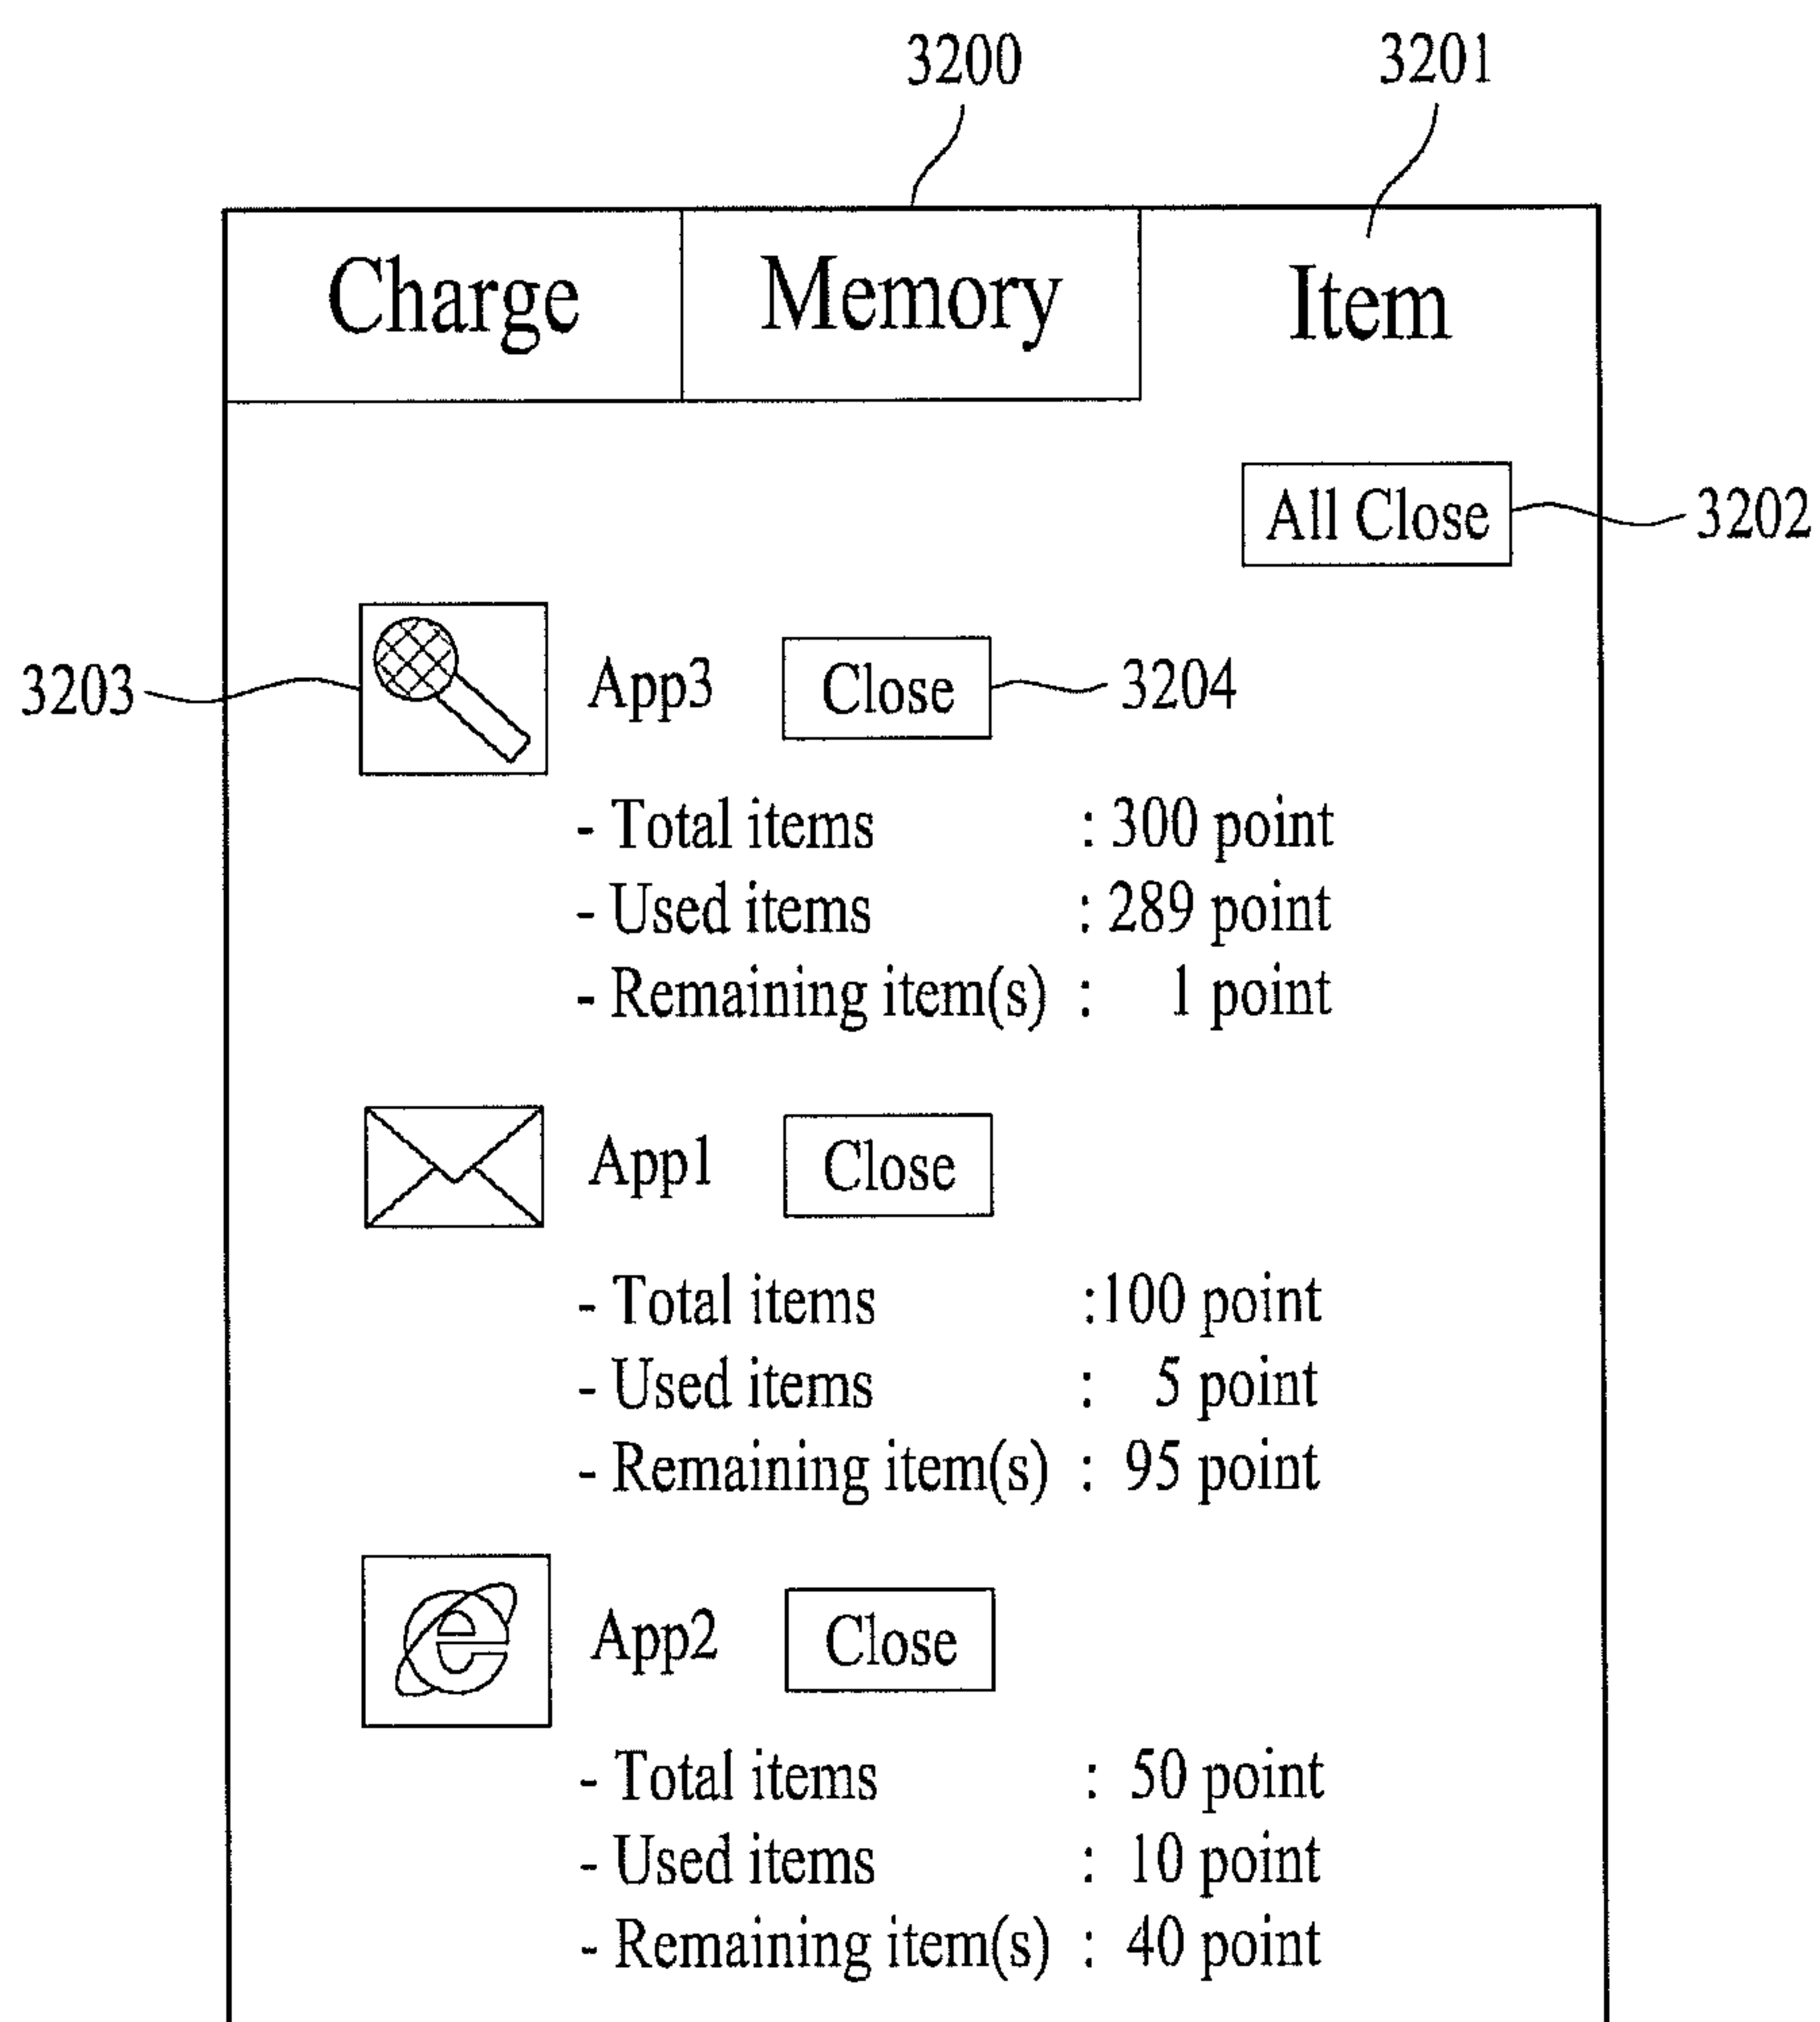 3200 3201
Charge Memory Item
All Close 3202
3203 App3 Close 3204
- Total items : 300 point
- Used items : 289 point
- Remaining item(s) : 1 point
App1 Close
- Total items :100 point
- Used items : 5 point
- Remaining item(s) : 95 point
e App2 Close
- Total items : 50 point
- Used items : 10 point
- Remaining item(s) : 40 point